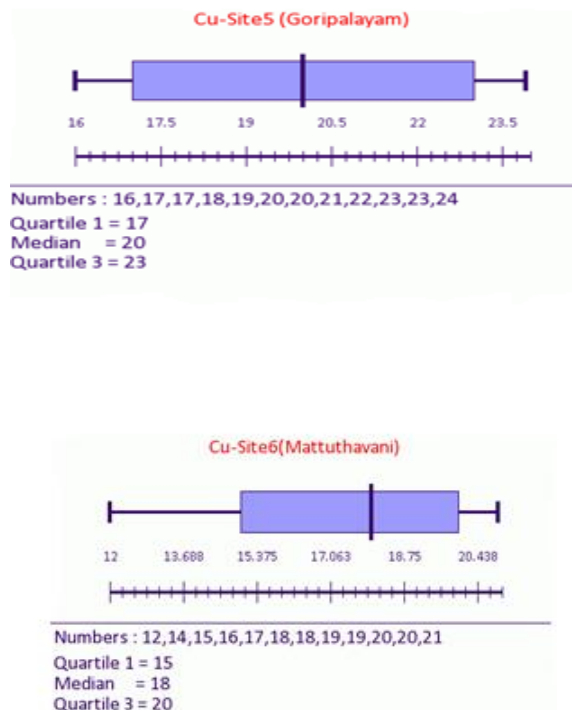 Cu-Site5 (Goripalayam)
16 17.5 19 20.5 22 23.5
Numbers : 16,17,17,18,19,20,20,21,22,23,23,24
Quartile 1 = 17
Median = 20
Quartile 3 = 23
Cu-Site6(Mattuthavani)
12 13.688 15.375 17.063 18.75 20.438
Numbers : 12,14,15,16,17,18,18,19,19,20,20,21
Quartile 1 = 15
Median = 18
Quartile 3 = 20